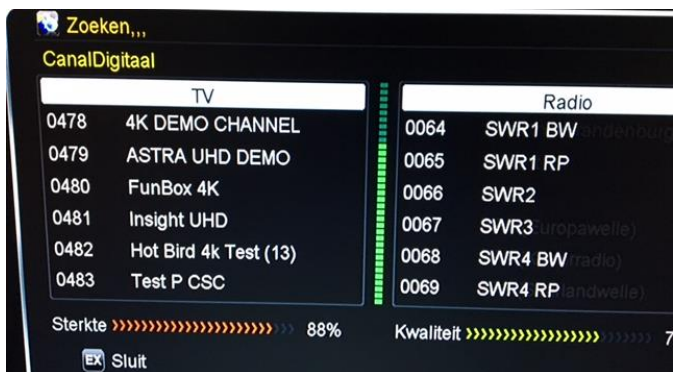 Zoeken,,,
CanalDigitaal
TV
0478 4K DEMO CHANNEL
0479 ASTRA UHD DEMO
0480 FunBox 4K
0481 Insight UHD
0482 Hot Bird 4k Test (13)
0483 Test P CSC
Radio
0064 SWR1 BW
0065 SWR1 RP
0066 SWR2
0067 SWR3
0068 SWR4 BW
0069 SWR4 RP
Sterkte 88% Kwaliteit 7
EX Sluit